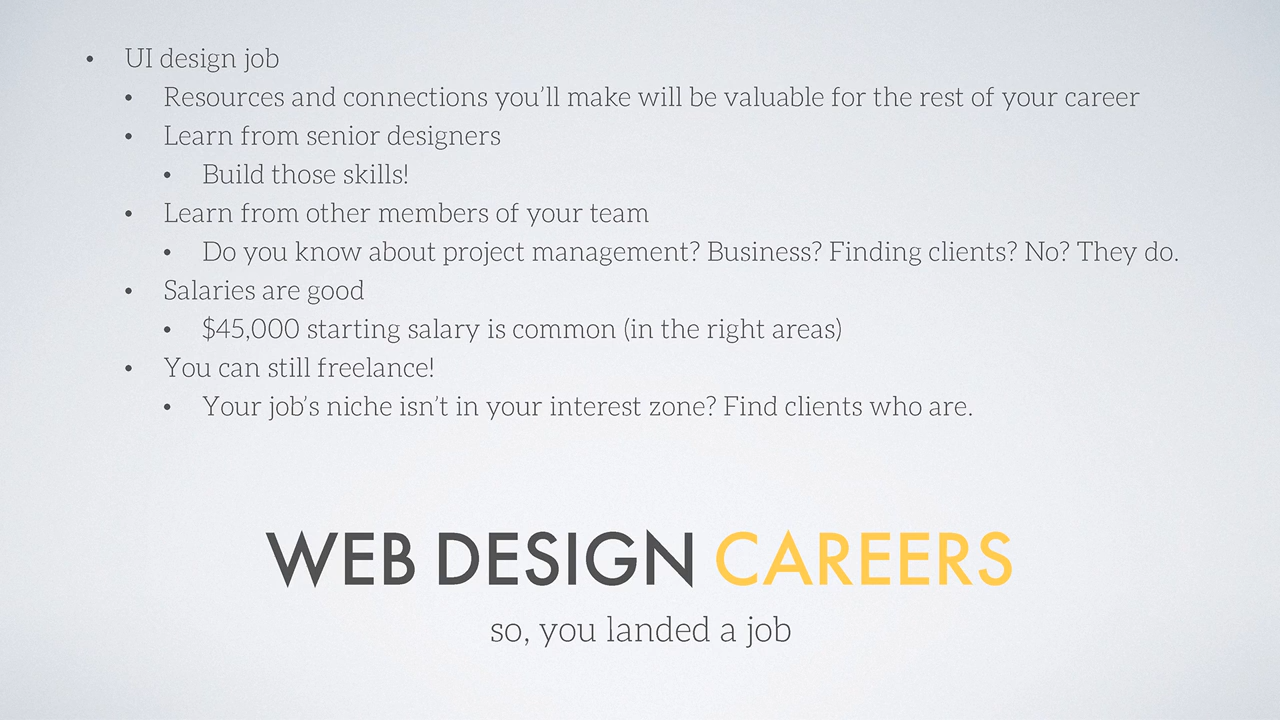 • UI design job
• Resources and connections you’ll make will be valuable for the rest of your career
• Learn from senior designers
• Build those skills!
• Learn from other members of your team
• Do you know about project management? Business? Finding clients? No? They do.
• Salaries are good
• $45,000 starting salary is common (in the right areas)
• You can still freelance!
• Your job’s niche isn’t in your interest zone? Find clients who are.
WEB DESIGN CAREERS
so, you landed a job